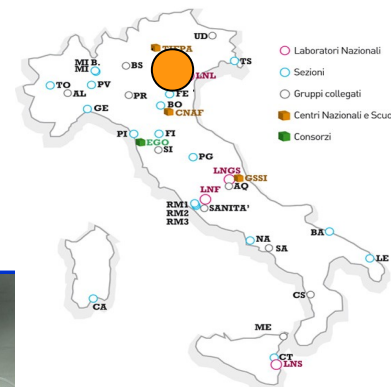 UD
TIFPA
MI B.
MI
BS
TS
LNL
TO
PV
AL
PR
FE
BO
CNAF
GE
PI
FI
EGO
SI
PG
LNGS
GSSI
LNF
AQ
RM1
RM2
RM3
SANITA'
NA
SA
BA
LE
CA
CS
ME
CT
LNS
Laboratori Nazionali
Sezioni
Gruppi collegati
Centri Nazionali e Scuo
Consorzi